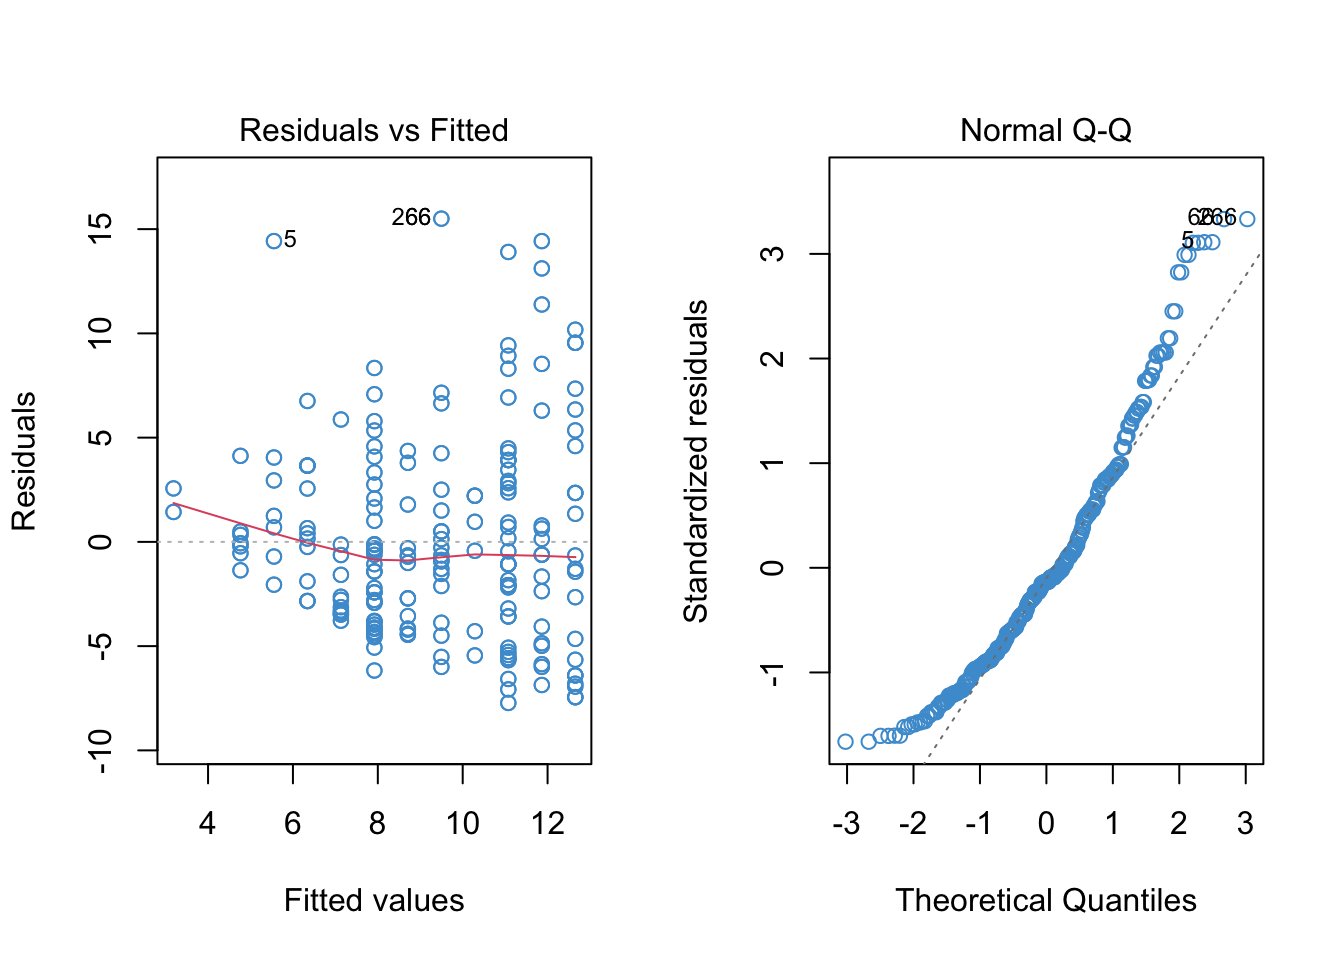 Residuals vs Fitted
Residuals
15
10
5
0
-5
-10
266
5
4 6 8 10 12
Fitted values
Normal Q-Q
Standardized residuals
3
2
1
0
-1
266
5
-3 -2 -1 0 1 2 3
Theoretical Quantiles